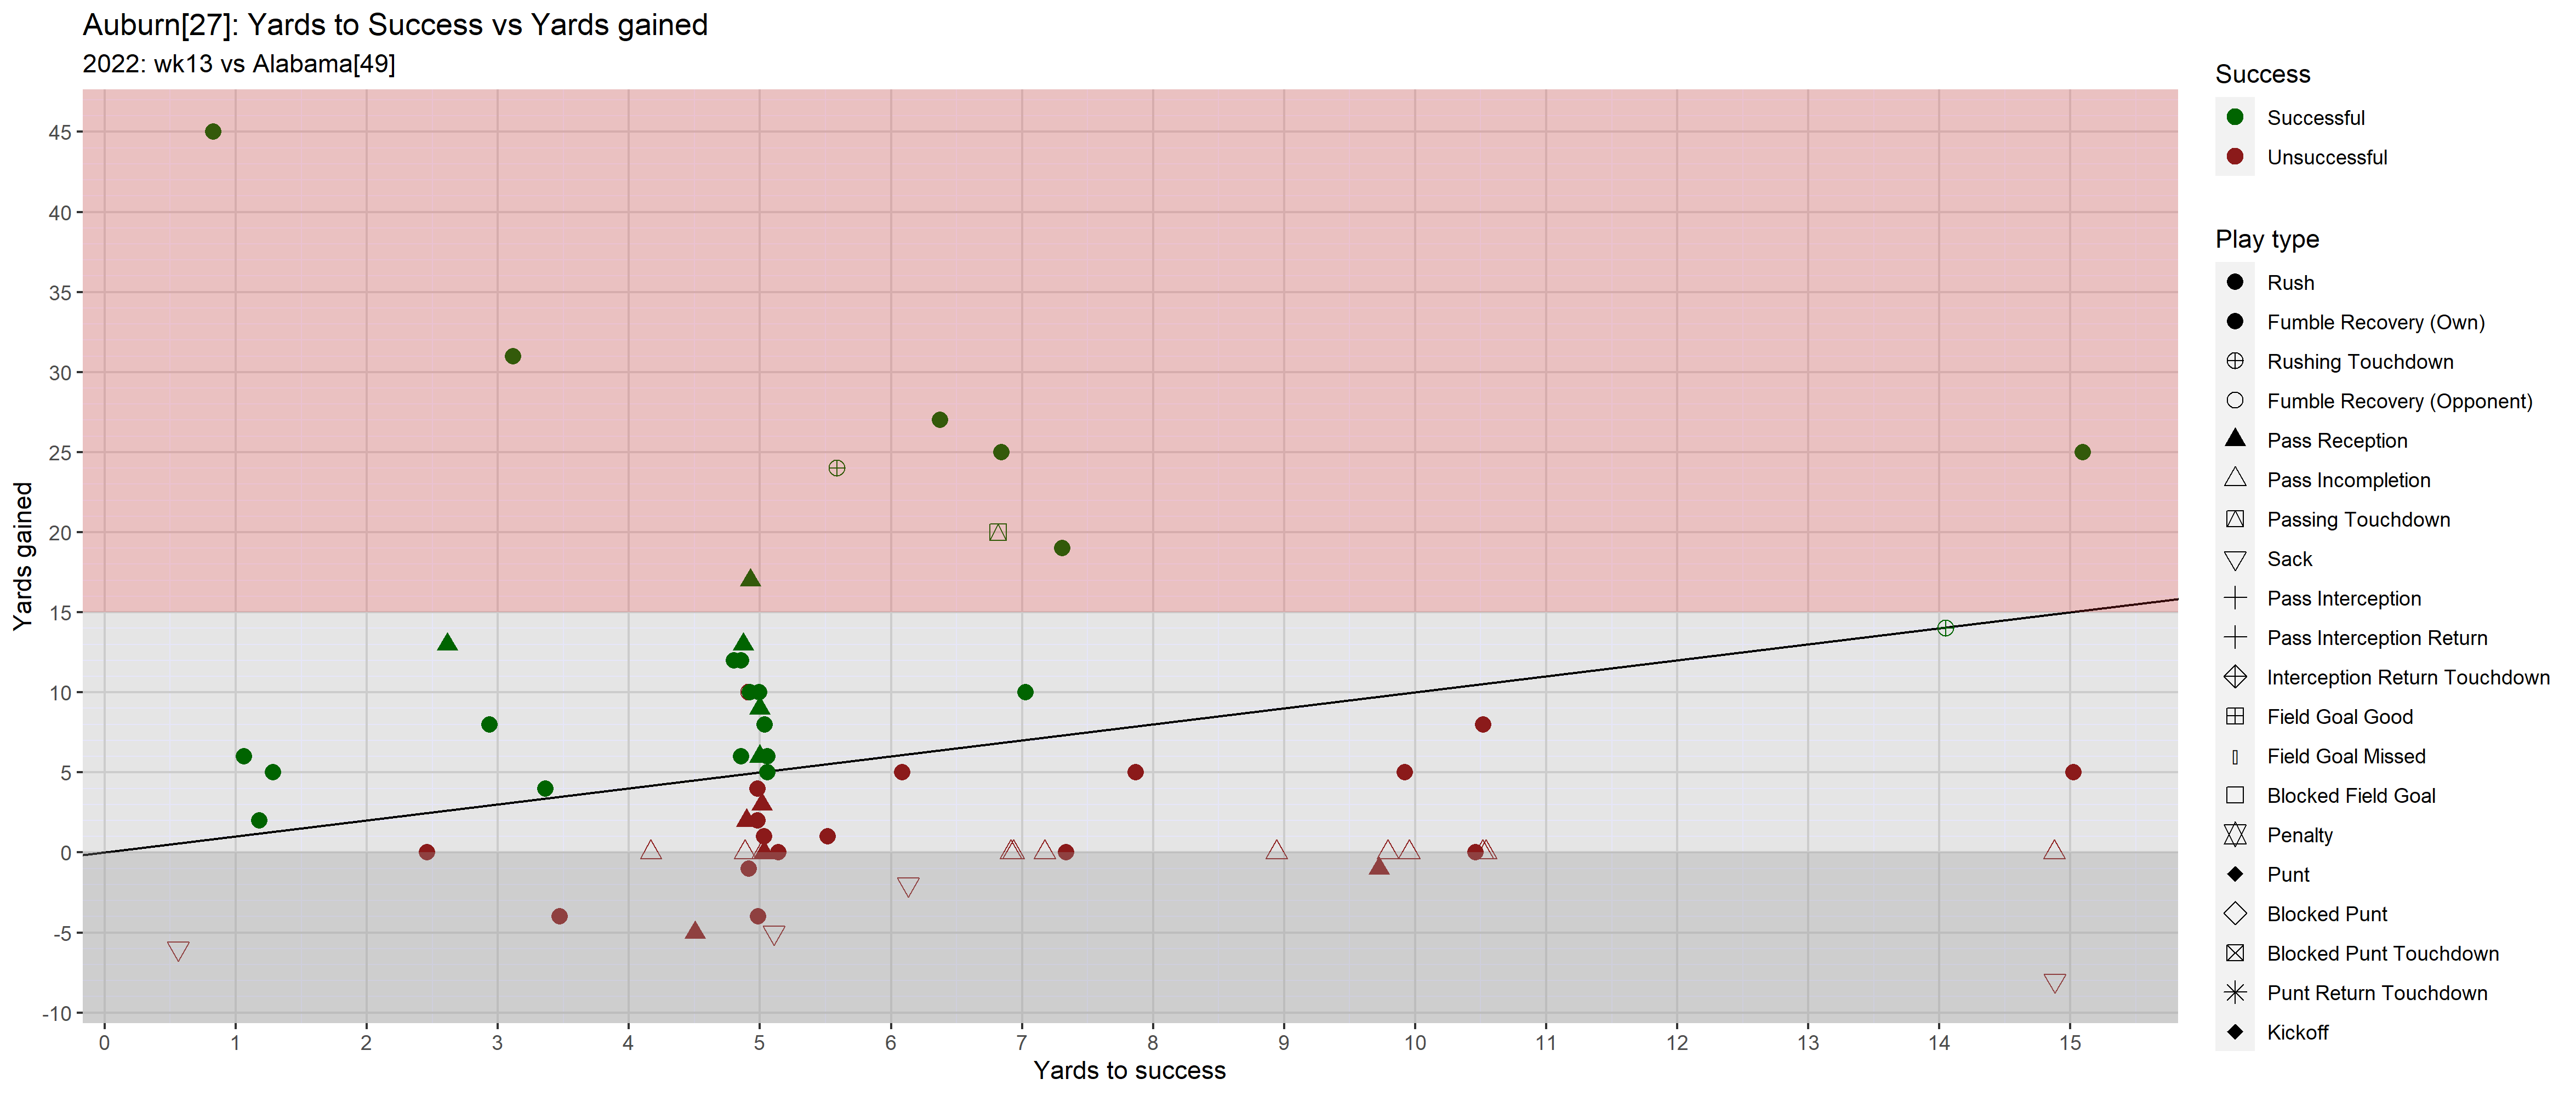 Auburn[27]: Yards to Success vs Yards gained
2022: wk13 vs Alabama[49]
Yards gained
45
40
35
30
25
20
15
10
5
0
-5
-10
0 1 2 3 4 5 6 7 8 9 10 11 12 13 14 15
Yards to success
Success
Successful
Unsuccessful
Play type
Rush
Fumble Recovery (Own)
Rushing Touchdown
Fumble Recovery (Opponent)
Pass Reception
Pass Incompletion
Passing Touchdown
Sack
Pass Interception
Pass Interception Return
Interception Return Touchdown
Field Goal Good
Field Goal Missed
Blocked Field Goal
Penalty
Punt
Blocked Punt
Blocked Punt Touchdown
Punt Return Touchdown
Kickoff